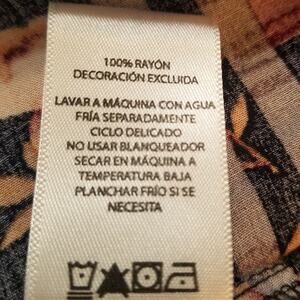 100% RAYÓN
DECORACIÓN EXCLUIDA
LAVAR A MÁQUINA CON AGUA
FRÍA SEPARADAMENTE
CICLO DELICADO
NO USAR BLANQUEADOR
SECAR EN MÁQUINA A
TEMPERATURA BAJA
PLANCHAR FRÍO SI SE
NECESITA